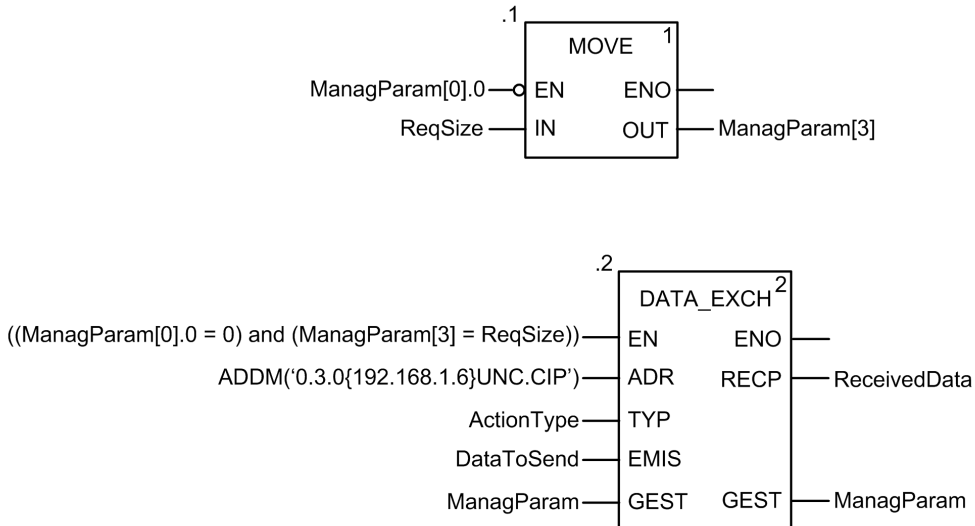 .1
MOVE 1
ManagParam[0].0 EN ENO
ReqSize IN OUT ManagParam[3]
.2
DATA_EXCH 2
((ManagParam[0].0 = 0) and (ManagParam[3] = ReqSize)) EN ENO
ADDM(‘0.3.0{192.168.1.6}UNC.CIP’) ADR RECP ReceivedData
ActionType TYP
DataToSend EMIS
ManagParam GEST GEST ManagParam